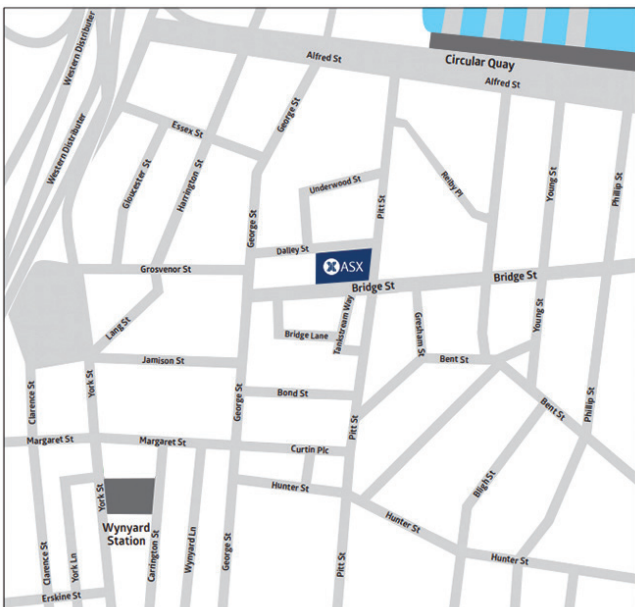 Western Distributer
Circular Quay
Alfred St
Alfred St
George St
Essex St
Western Distributer
Gloucester St
Harrington St
Underwood St
Reiby Pl
Young St
Phillip St
Pitt St
George St
Dalley St
Grosvenor St
ASX
Bridge St
Bridge St
Lang St
Tankstream Way
Bridge Lane
Gresham St
Young St
Jamison St
Bent St
Clarence St
York St
George St
Bond St
Bent St
Phillip St
Pitt St
Margaret St
Margaret St
Curtin Plc
Hunter St
Bligh St
York St
Wynyard
Station
Hunter St
Hunter St
Clarence St
York Ln
Carrington St
Wynyard Ln
George St
Pitt St
Erskine St